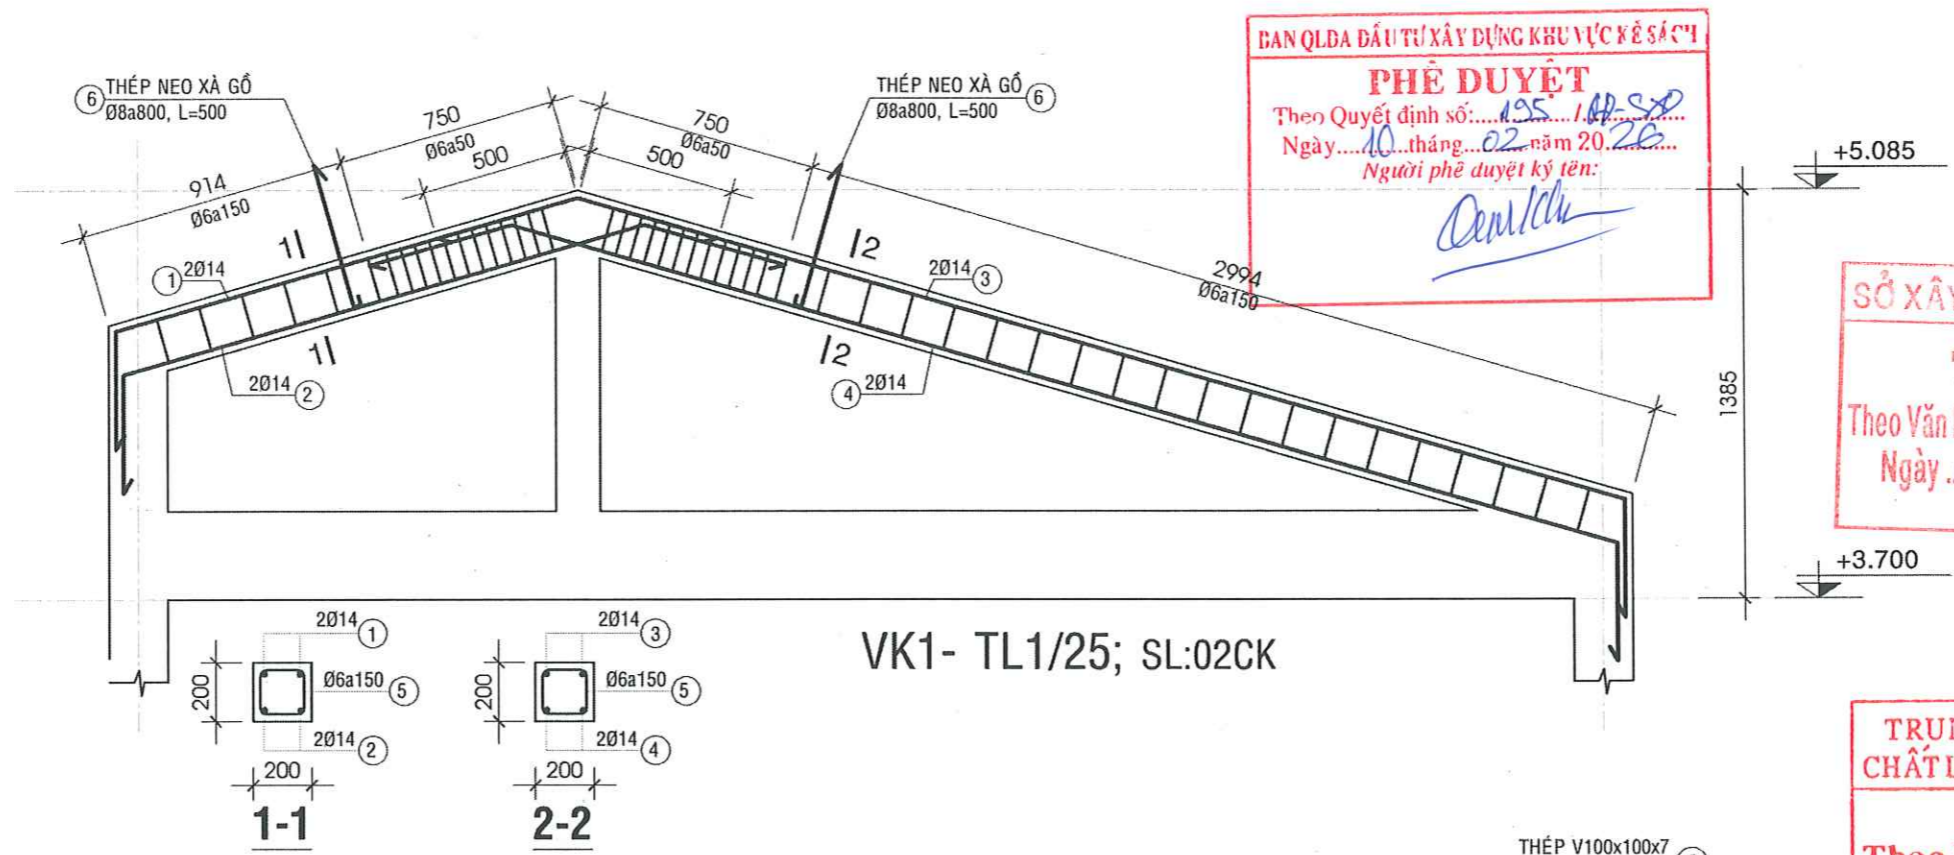 BAN QLDA ĐẦU TƯ XÂY DỰNG KHU VỰC KẾ SÁCH
PHÊ DUYỆT
Theo Quyết định số:....195..../.............
Ngày....10....tháng....02....năm 20.26....
Người phê duyệt ký tên:
6 THÉP NEO XÀ GỒ
Ø8a800, L=500
THÉP NEO XÀ GỒ 6
Ø8a800, L=500
750
Ø6a50
500
750
Ø6a50
500
914
Ø6a150
2994
Ø6a150
+5.085
1385
+3.700
1 2Ø14
1
1
2Ø14 2
2
2
2Ø14 3
4 2Ø14
SỞ XÂY
Theo Văn
Ngày ..
VK1- TL1/25; SL:02CK
2Ø14 1
Ø6a150 5
2Ø14 2
200
200
1-1
2Ø14 3
Ø6a150 5
2Ø14 4
200
200
2-2
THÉP V100x100x7
CHẤT
Theo